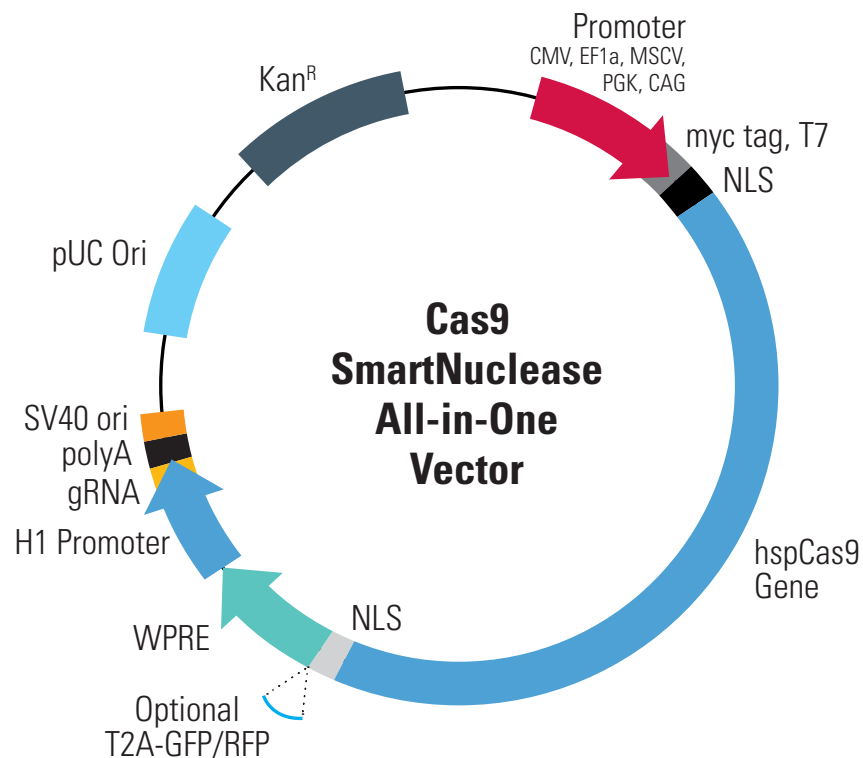 Promoter
CMV, EF1a, MSCV,
PGK, CAG
Kanᴿ
myc tag, T7
NLS
pUC Ori
Cas9
SmartNuclease
All-in-One
Vector
SV40 ori
polyA
gRNA
H1 Promoter
hspCas9
Gene
NLS
WPRE
Optional
T2A-GFP/RFP